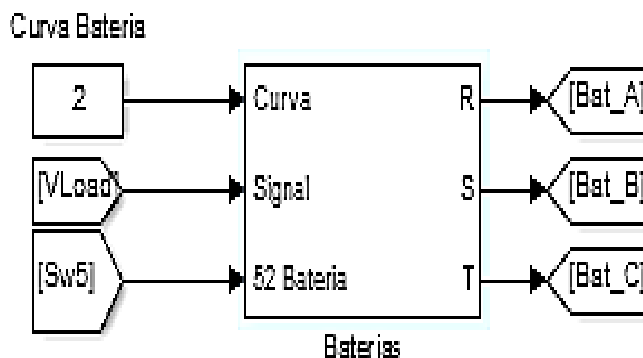 Curva Bateria
2
Curva
R
[Bat_A]
[VLoad]
Signal
S
[Bat_B]
[Sw5]
52 Bateria
T
[Bat_C]
Baterias